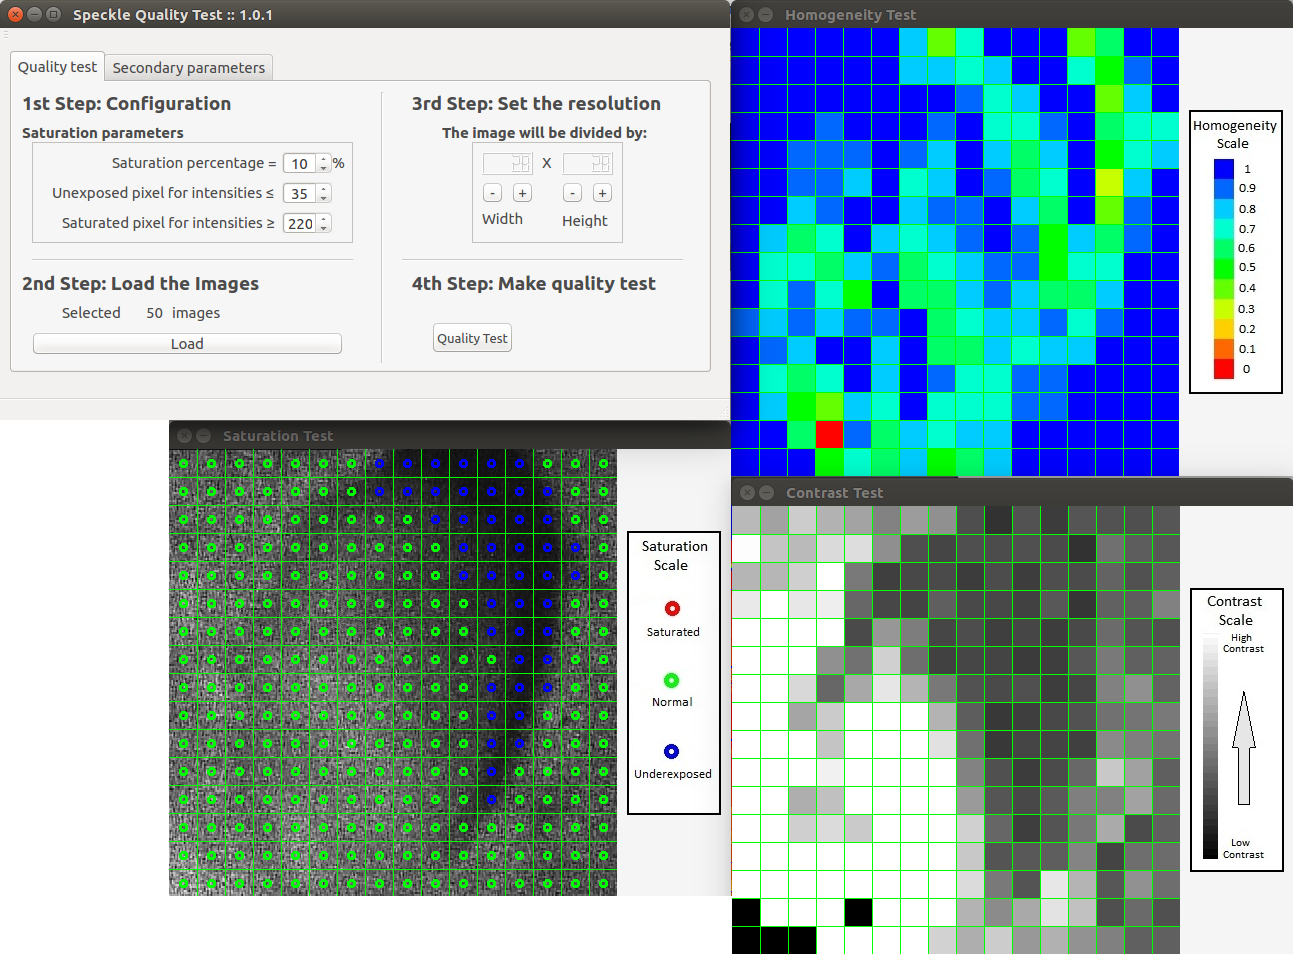 Speckle Quality Test :: 1.0.1
Quality test
Secondary parameters
1st Step: Configuration
Saturation parameters
Saturation percentage = 10 %
Unexposed pixel for intensities ≤ 35
Saturated pixel for intensities ≥ 220
2nd Step: Load the Images
Selected 50 images
Load
3rd Step: Set the resolution
The image will be divided by:
X
- +
- +
Width
Height
4th Step: Make quality test
Quality Test
Homogeneity Test
Homogeneity
Scale
1
0.9
0.8
0.7
0.6
0.5
0.4
0.3
0.2
0.1
0
Saturation Test
Saturation
Scale
Saturated
Normal
Underexposed
Contrast Test
Contrast
Scale
High
Contrast
Low
Contrast